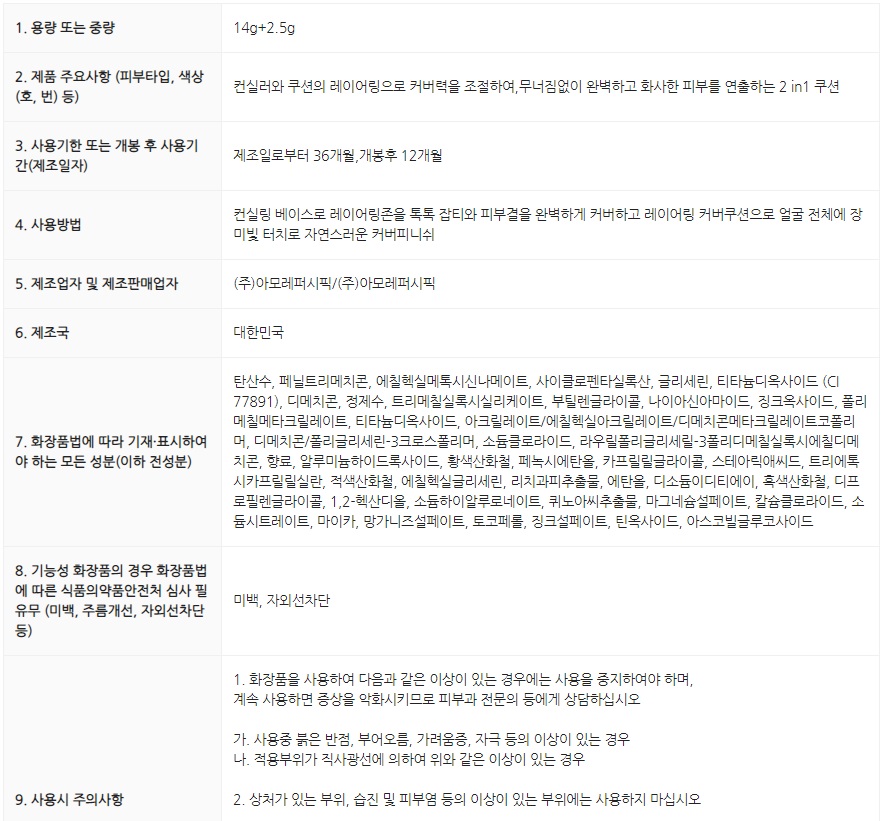 1. 용량 또는 중량
14g+2.5g
2. 제품 주요사항 (피부타입, 색상
(호, 번) 등)
컨실러와 쿠션의 레이어링으로 커버력을 조절하여,무너짐없이 완벽하고 화사한 피부를 연출하는 2 in1 쿠션
3. 사용기한 또는 개봉 후 사용기
간(제조일자)
제조일로부터 36개월,개봉후 12개월
4. 사용방법
컨실링 베이스로 레이어링존을 톡톡 잡티와 피부결을 완벽하게 커버하고 레이어링 커버쿠션으로 얼굴 전체에 장
미빛 터치로 자연스러운 커버피니쉬
5. 제조업자 및 제조판매업자
(주)아모레퍼시픽/(주)아모레퍼시픽
6. 제조국
대한민국
7. 화장품법에 따라 기재·표시하여
야 하는 모든 성분(이하 전성분)
탄산수, 페닐트리메치콘, 에칠헥실메톡시신나메이트, 사이클로펜타실록산, 글리세린, 티타늄디옥사이드 (CI
77891), 디메치콘, 정제수, 트리메칠실록시실리케이트, 부틸렌글라이콜, 나이아신아마이드, 징크옥사이드, 폴리
메칠메타크릴레이트, 티타늄디옥사이드, 아크릴레이트/에칠헥실아크릴레이트/디메치콘메타크릴레이트코폴리
머, 디메치콘/폴리글리세린-3크로스폴리머, 소듐클로라이드, 라우릴폴리글리세릴-3폴리디메칠실록시에칠디메
치콘, 향료, 알루미늄하이드록사이드, 황색산화철, 페녹시에탄올, 카프릴릴글라이콜, 스테아릭애씨드, 트리에톡
시카프릴릴실란, 적색산화철, 에칠헥실글리세린, 리치과피추출물, 에탄올, 디소듐이디티에이, 흑색산화철, 디프
로필렌글라이콜, 1,2-헥산디올, 소듐하이알루로네이트, 퀴노아씨추출물, 마그네슘설페이트, 칼슘클로라이드, 소
듐시트레이트, 마이카, 망가니즈설페이트, 토코페롤, 징크설페이트, 틴옥사이드, 아스코빌글루코사이드
8. 기능성 화장품의 경우 화장품법
에 따른 식품의약품안전처 심사 필
유무 (미백, 주름개선, 자외선차단
등)
미백, 자외선차단
9. 사용시 주의사항
1. 화장품을 사용하여 다음과 같은 이상이 있는 경우에는 사용을 중지하여야 하며,
계속 사용하면 증상을 악화시키므로 피부과 전문의 등에게 상담하십시오
가. 사용중 붉은 반점, 부어오름, 가려움증, 자극 등의 이상이 있는 경우
나. 적용부위가 직사광선에 의하여 위와 같은 이상이 있는 경우
2. 상처가 있는 부위, 습진 및 피부염 등의 이상이 있는 부위에는 사용하지 마십시오